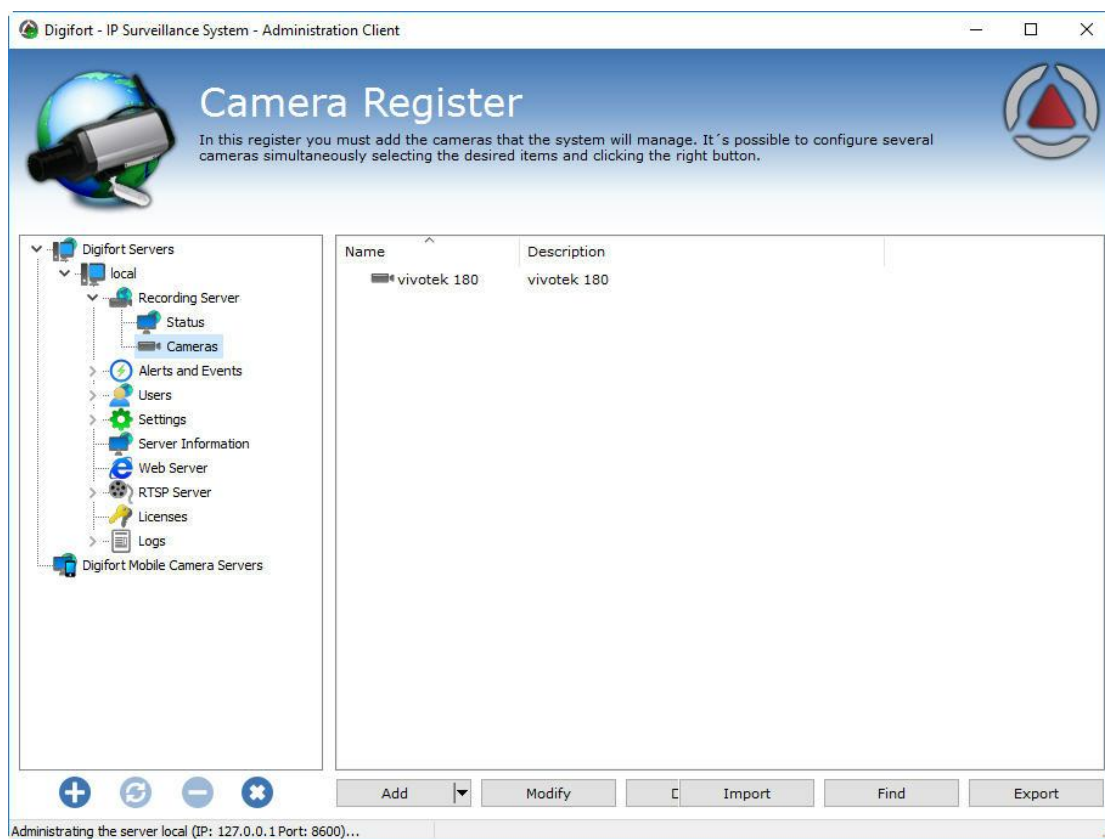 Digifort - IP Surveillance System - Administration Client
Camera Register
In this register you must add the cameras that the system will manage. It´s possible to configure several
cameras simultaneously selecting the desired items and clicking the right button.
Digifort Servers
local
Recording Server
Status
Cameras
Alerts and Events
Users
Settings
Server Information
Web Server
RTSP Server
Licenses
Logs
Digifort Mobile Camera Servers
Name Description
vivotek 180 vivotek 180
Add Modify Import Find Export
Administrating the server local (IP: 127.0.0.1 Port: 8600)...